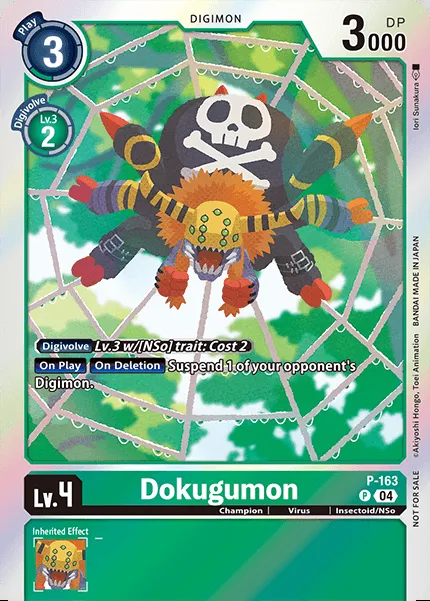 DIGIMON
Play
3
3000
DP
Digivolve
Lv.3
2
Iori Sunakura
Digivolve Lv.3 w/[NSo] trait: Cost 2
On Play On Deletion Suspend 1 of your opponent's
Digimon.
©Akiyoshi Hongo, Toei Animation BANDAI MADE IN JAPAN
NOT FOR SALE
P-163
Lv.4
Dokugumon
P 04
Champion | Virus | Insectoid/NSo
Inherited Effect
–